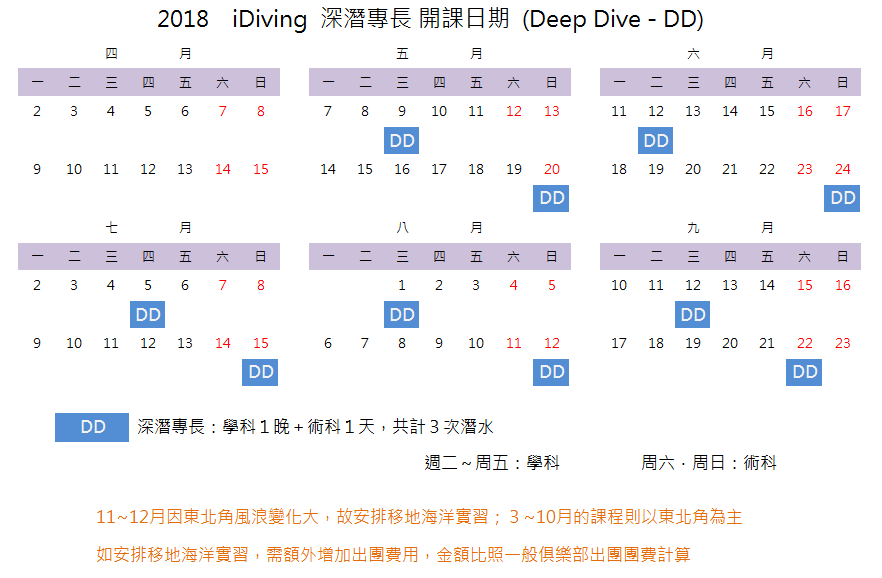 2018 iDiving 深潛專長 開課日期 (Deep Dive - DD)
四 月 五 月 六 月
一 二 三 四 五 六 日 一 二 三 四 五 六 日 一 二 三 四 五 六 日
2 3 4 5 6 7 8 7 8 9 10 11 12 13 11 12 13 14 15 16 17
DD DD
9 10 11 12 13 14 15 14 15 16 17 18 19 20 18 19 20 21 22 23 24
DD DD
七 月 八 月 九 月
一 二 三 四 五 六 日 一 二 三 四 五 六 日 一 二 三 四 五 六 日
2 3 4 5 6 7 8 1 2 3 4 5 10 11 12 13 14 15 16
DD DD DD
9 10 11 12 13 14 15 6 7 8 9 10 11 12 17 18 19 20 21 22 23
DD DD DD
DD 深潛專長：學科１晚＋術科１天，共計３次潛水
週二～周五：學科 周六．周日：術科
11~12月因東北角風浪變化大，故安排移地海洋實習；３~10月的課程則以東北角為主
如安排移地海洋實習，需額外增加出團費用，金額比照一般俱樂部出團團費計算